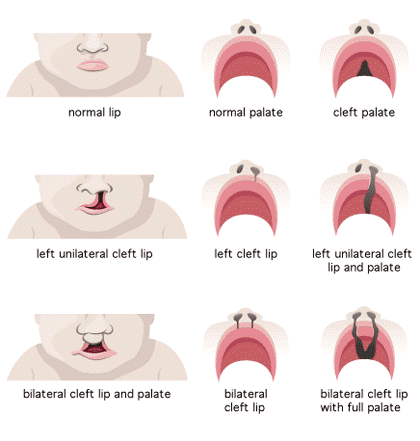 normal lip
normal palate
cleft palate
left unilateral cleft lip
left cleft lip
left unilateral cleft
lip and palate
bilateral cleft lip and palate
bilateral
cleft lip
bilateral cleft lip
with full palate